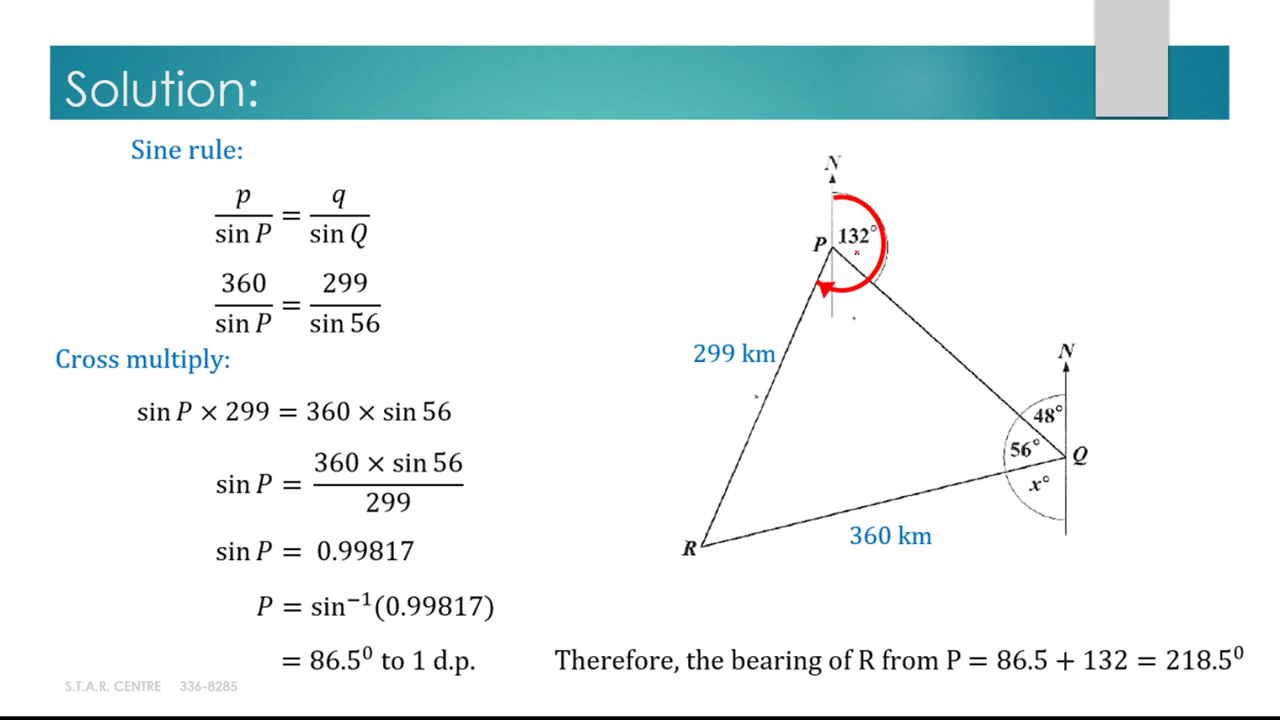 Solution:
Sine rule:
p/sin P = q/sin Q
360/sin P = 299/sin 56
Cross multiply:
sin P × 299 = 360 × sin 56
sin P = 360 × sin 56/299
sin P = 0.99817
P = sin⁻¹(0.99817)
= 86.5⁰ to 1 d.p.
N
P 132°
299 km
N
48°
56° Q
x°
360 km
R
Therefore, the bearing of R from P = 86.5 + 132 = 218.5⁰
S.T.A.R. CENTRE 336-8285